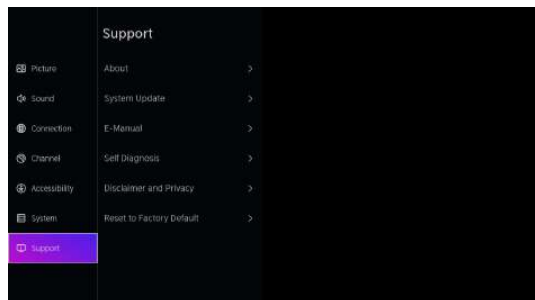 Support
Picture
Sound
Connection
Channel
Accessibility
System
Support
About
System Update
E-Manual
Self Diagnosis
Disclaimer and Privacy
Reset to Factory Default